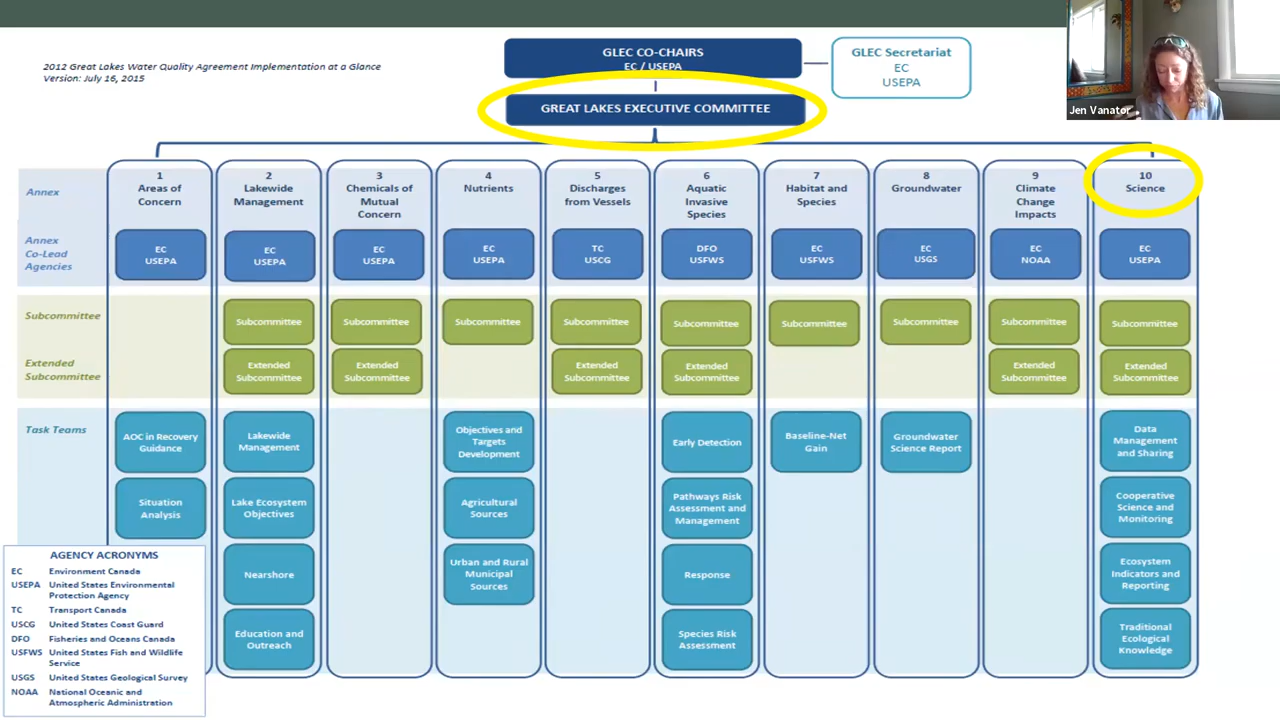 2012 Great Lakes Water Quality Agreement Implementation at a Glance
Version: July 16, 2015
GLEC CO-CHAIRS
EC / USEPA
GLEC Secretariat
EC
USEPA
GREAT LAKES EXECUTIVE COMMITTEE
Jen Vanator
Annex
1
Areas of
Concern
2
Lakewide
Management
3
Chemicals of
Mutual
Concern
4
Nutrients
5
Discharges
from Vessels
6
Aquatic
Invasive
Species
7
Habitat and
Species
8
Groundwater
9
Climate
Change
Impacts
10
Science
Annex
Co-Lead
Agencies
EC
USEPA
EC
USEPA
EC
USEPA
EC
USEPA
TC
USCG
DFO
USFWS
EC
USFWS
EC
USGS
EC
NOAA
EC
USEPA
Subcommittee
Subcommittee
Subcommittee
Subcommittee
Subcommittee
Subcommittee
Subcommittee
Subcommittee
Subcommittee
Subcommittee
Extended
Subcommittee
Extended
Subcommittee
Extended
Subcommittee
Extended
Subcommittee
Extended
Subcommittee
Extended
Subcommittee
Extended
Subcommittee
Task Teams
AOC in Recovery
Guidance
Lakewide
Management
Objectives and
Targets
Development
Early Detection
Baseline-Net
Gain
Groundwater
Science Report
Data
Management
and Sharing
Situation
Analysis
Lake Ecosystem
Objectives
Agricultural
Sources
Pathways Risk
Assessment and
Management
Cooperative
Science and
Monitoring
Nearshore
Urban and Rural
Municipal
Sources
Response
Ecosystem
Indicators and
Reporting
Education and
Outreach
Species Risk
Assessment
Traditional
Ecological
Knowledge
AGENCY ACRONYMS
EC Environment Canada
USEPA United States Environmental
Protection Agency
TC Transport Canada
USCG United States Coast Guard
DFO Fisheries and Oceans Canada
USFWS United States Fish and Wildlife
Service
USGS United States Geological Survey
NOAA National Oceanic and
Atmospheric Administration